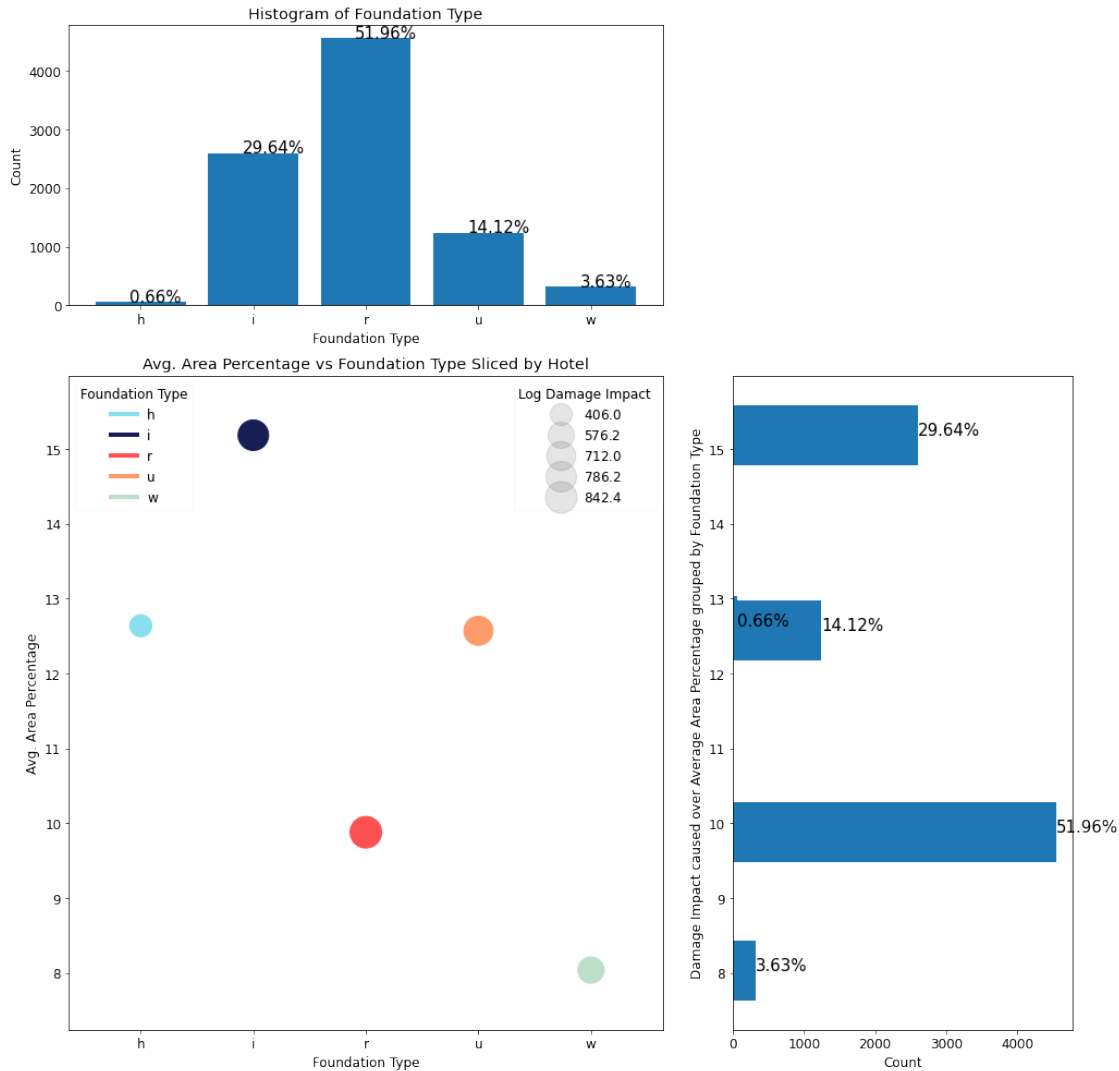 Histogram of Foundation Type
51.96%
4000
29.64%
3000
Count
2000
14.12%
1000
3.63%
0.66%
0
h i r u w
Foundation Type
Avg. Area Percentage vs Foundation Type Sliced by Hotel
Foundation Type
h
i
r
u
w
Log Damage Impact
406.0
576.2
712.0
786.2
842.4
15
14
13
12
11
10
9
8
Avg. Area Percentage
h i r u w
Foundation Type
Damage Impact caused over Average Area Percentage grouped by Foundation Type
15
14
13
12
11
10
9
8
29.64%
0.66%
14.12%
51.96%
3.63%
0 1000 2000 3000 4000
Count